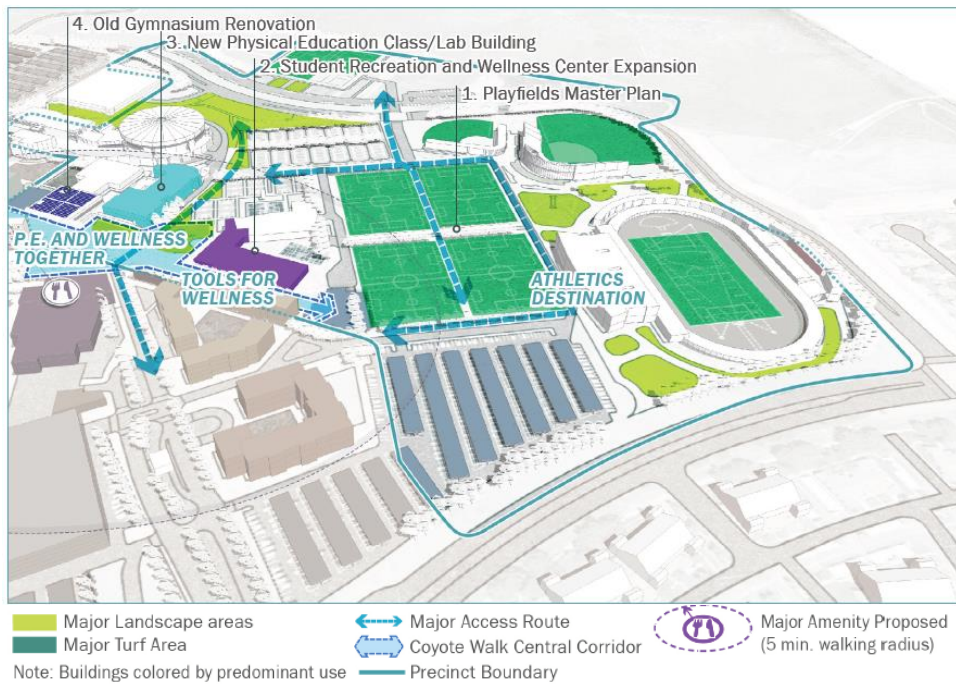 4. Old Gymnasium Renovation
3. New Physical Education Class/Lab Building
2. Student Recreation and Wellness Center Expansion
1. Playfields Master Plan
P.E. AND WELLNESS
TOGETHER
TOOLS FOR
WELLNESS
ATHLETICS
DESTINATION
Major Landscape areas
Major Turf Area
Note: Buildings colored by predominant use
Major Access Route
Coyote Walk Central Corridor
Precinct Boundary
Major Amenity Proposed
(5 min. walking radius)